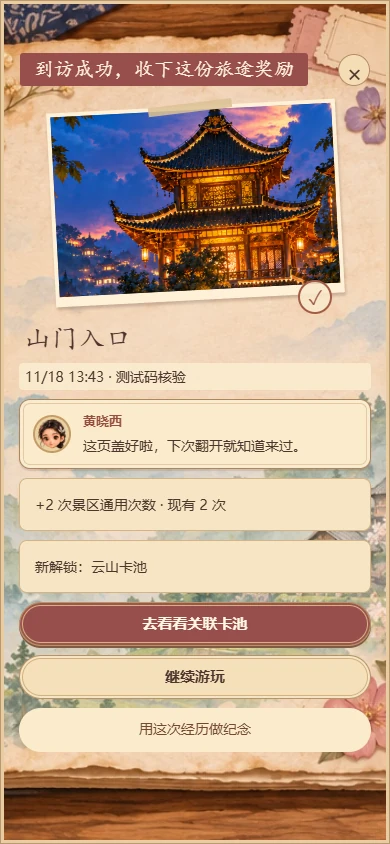 到访成功，收下这份旅途奖励
山门入口
11/18 13:43 · 测试码核验
黄晓西
这页盖好啦，下次翻开就知道来过。
+2 次景区通用次数 · 现有 2 次
新解锁：云山卡池
去看看关联卡池
继续游玩
用这次经历做纪念